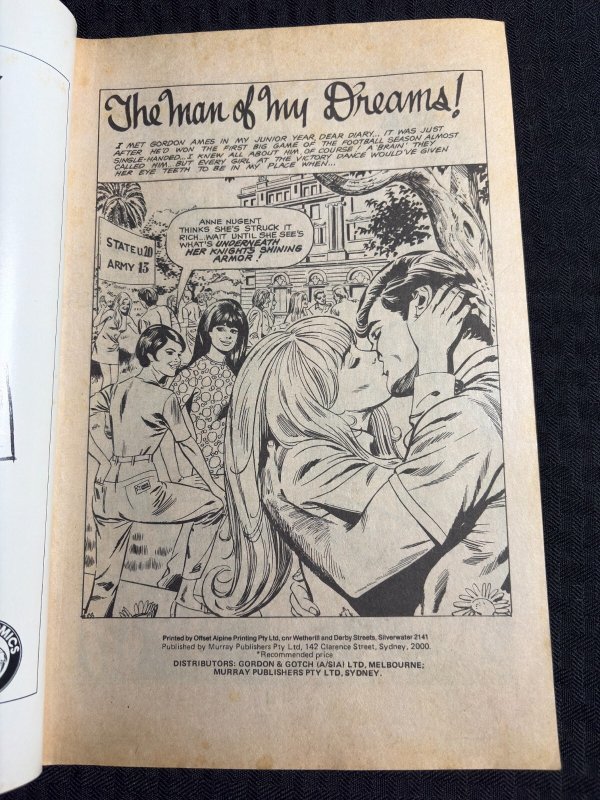 The Man of My Dreams!
I MET GORDON AMES IN MY JUNIOR YEAR, DEAR DIARY... IT WAS JUST
AFTER HE'D WON THE FIRST BIG GAME OF THE FOOTBALL SEASON ALMOST
SINGLE-HANDED... I KNEW ALL ABOUT HIM, OF COURSE! A 'BRAIN' THEY
CALLED HIM... BUT EVERY GIRL AT THE VICTORY DANCE WOULD'VE GIVEN
HER EYE TEETH TO BE IN MY PLACE WHEN...
STATE U 20
ARMY 13
ANNE NUGENT
THINKS SHE'S STRUCK IT
RICH... WAIT UNTIL SHE SEE'S
WHAT'S UNDERNEATH
HER KNIGHT'S SHINING
ARMOR!
Printed by Offset Alpine Printing Pty Ltd, cnr Wetherill and Derby Streets, Silverwater 2141
Published by Murray Publishers Pty Ltd, 142 Clarence Street, Sydney, 2000.
*Recommended price
DISTRIBUTORS: GORDON & GOTCH (A/SIA) LTD, MELBOURNE;
MURRAY PUBLISHERS PTY LTD, SYDNEY.